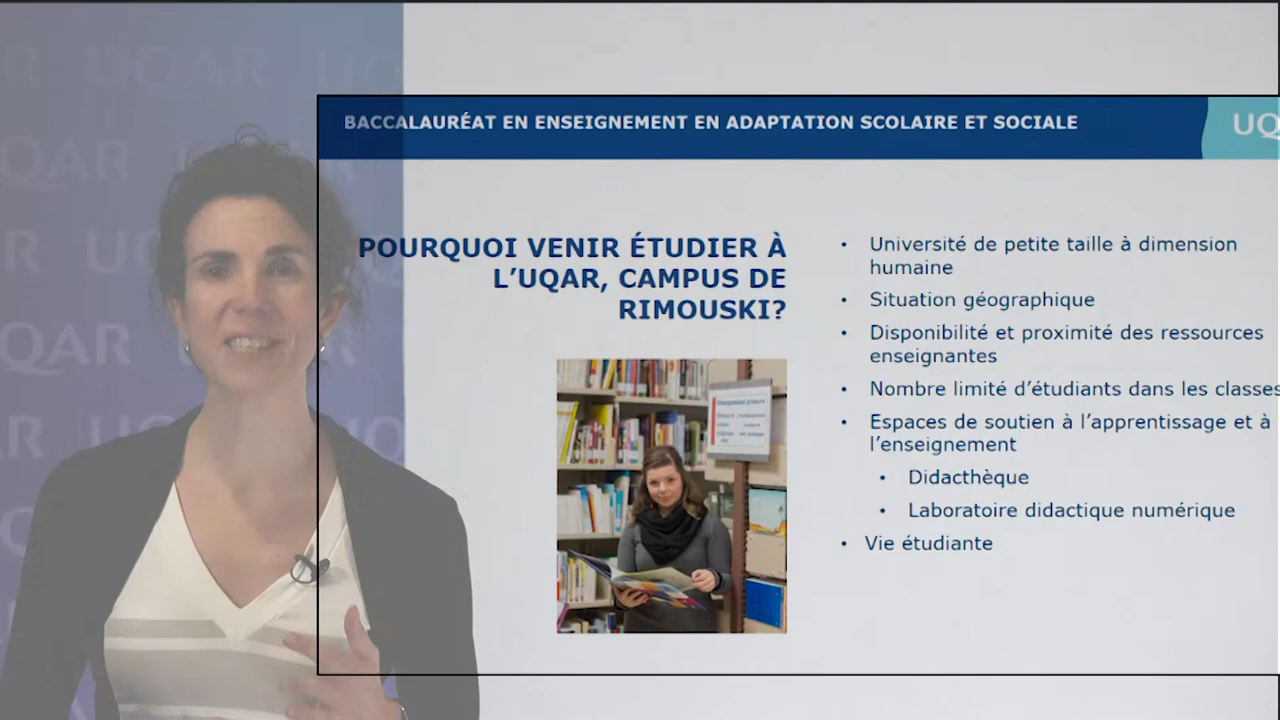 UQAR
BACCALAURÉAT EN ENSEIGNEMENT EN ADAPTATION SCOLAIRE ET SOCIALE
UQ
POURQUOI VENIR ÉTUDIER À
L’UQAR, CAMPUS DE
RIMOUSKI?
• Université de petite taille à dimension
humaine
• Situation géographique
• Disponibilité et proximité des ressources
enseignantes
• Nombre limité d’étudiants dans les classes
• Espaces de soutien à l’apprentissage et à
l’enseignement
• Didacthèque
• Laboratoire didactique numérique
• Vie étudiante